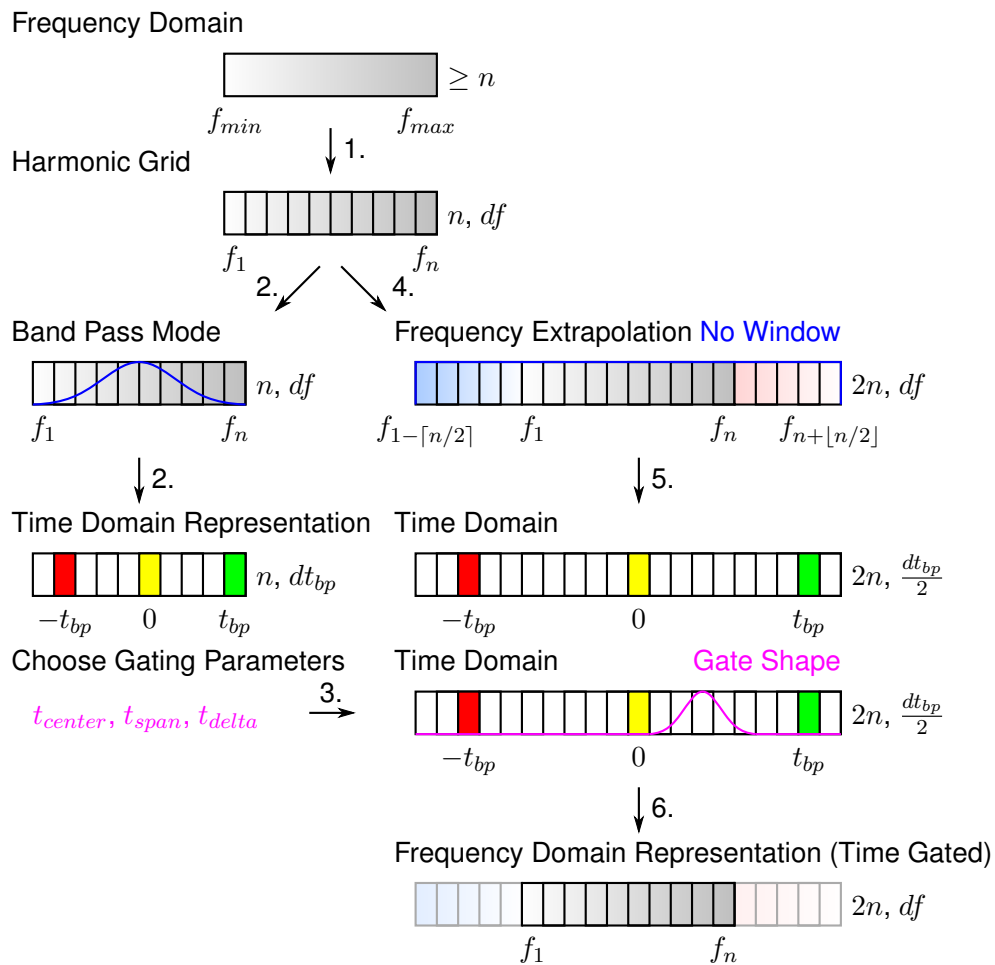 Frequency Domain
≥ n
f_min f_max
1.
Harmonic Grid
n, df
f_1 f_n
2. 4.
Band Pass Mode
n, df
f_1 f_n
2.
Time Domain Representation
n, dt_bp
−t_bp 0 t_bp
Choose Gating Parameters
t_center, t_span, t_delta
3.
Frequency Extrapolation No Window
2n, df
f_{1−⌈n/2⌉} f_1 f_n f_{n+⌊n/2⌋}
5.
Time Domain
2n, dt_bp/2
−t_bp 0 t_bp
Time Domain Gate Shape
2n, dt_bp/2
−t_bp 0 t_bp
6.
Frequency Domain Representation (Time Gated)
2n, df
f_1 f_n